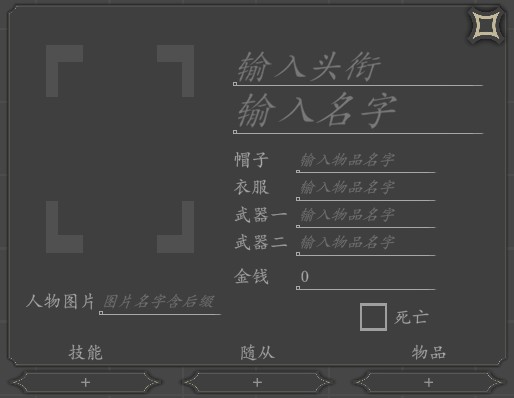 输入头衔
输入名字
帽子 输入物品名字
衣服 输入物品名字
武器一 输入物品名字
武器二 输入物品名字
金钱 0
人物图片 图片名字含后缀
死亡
技能 随从 物品
+ + +